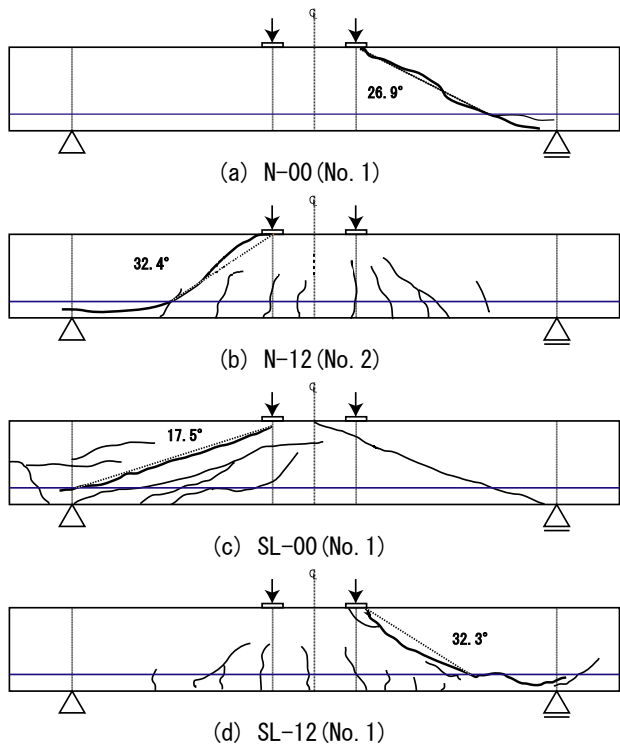 ℄
26.9°
(a) N-00(No.1)
℄
32.4°
(b) N-12(No.2)
℄
17.5°
(c) SL-00(No.1)
℄
32.3°
(d) SL-12(No.1)